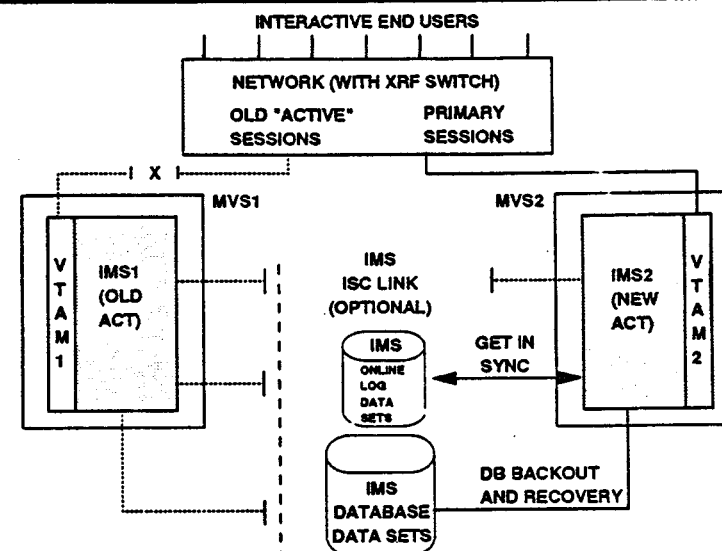 INTERACTIVE END USERS
NETWORK (WITH XRF SWITCH)
OLD "ACTIVE"
SESSIONS
PRIMARY
SESSIONS
X
MVS1
MVS2
V
T
A
M
1
IMS1
(OLD
ACT)
IMS
ISC LINK
(OPTIONAL)
IMS2
(NEW
ACT)
V
T
A
M
2
IMS
ONLINE
LOG
DATA
SETS
GET IN
SYNC
IMS
DATABASE
DATA SETS
DB BACKOUT
AND RECOVERY